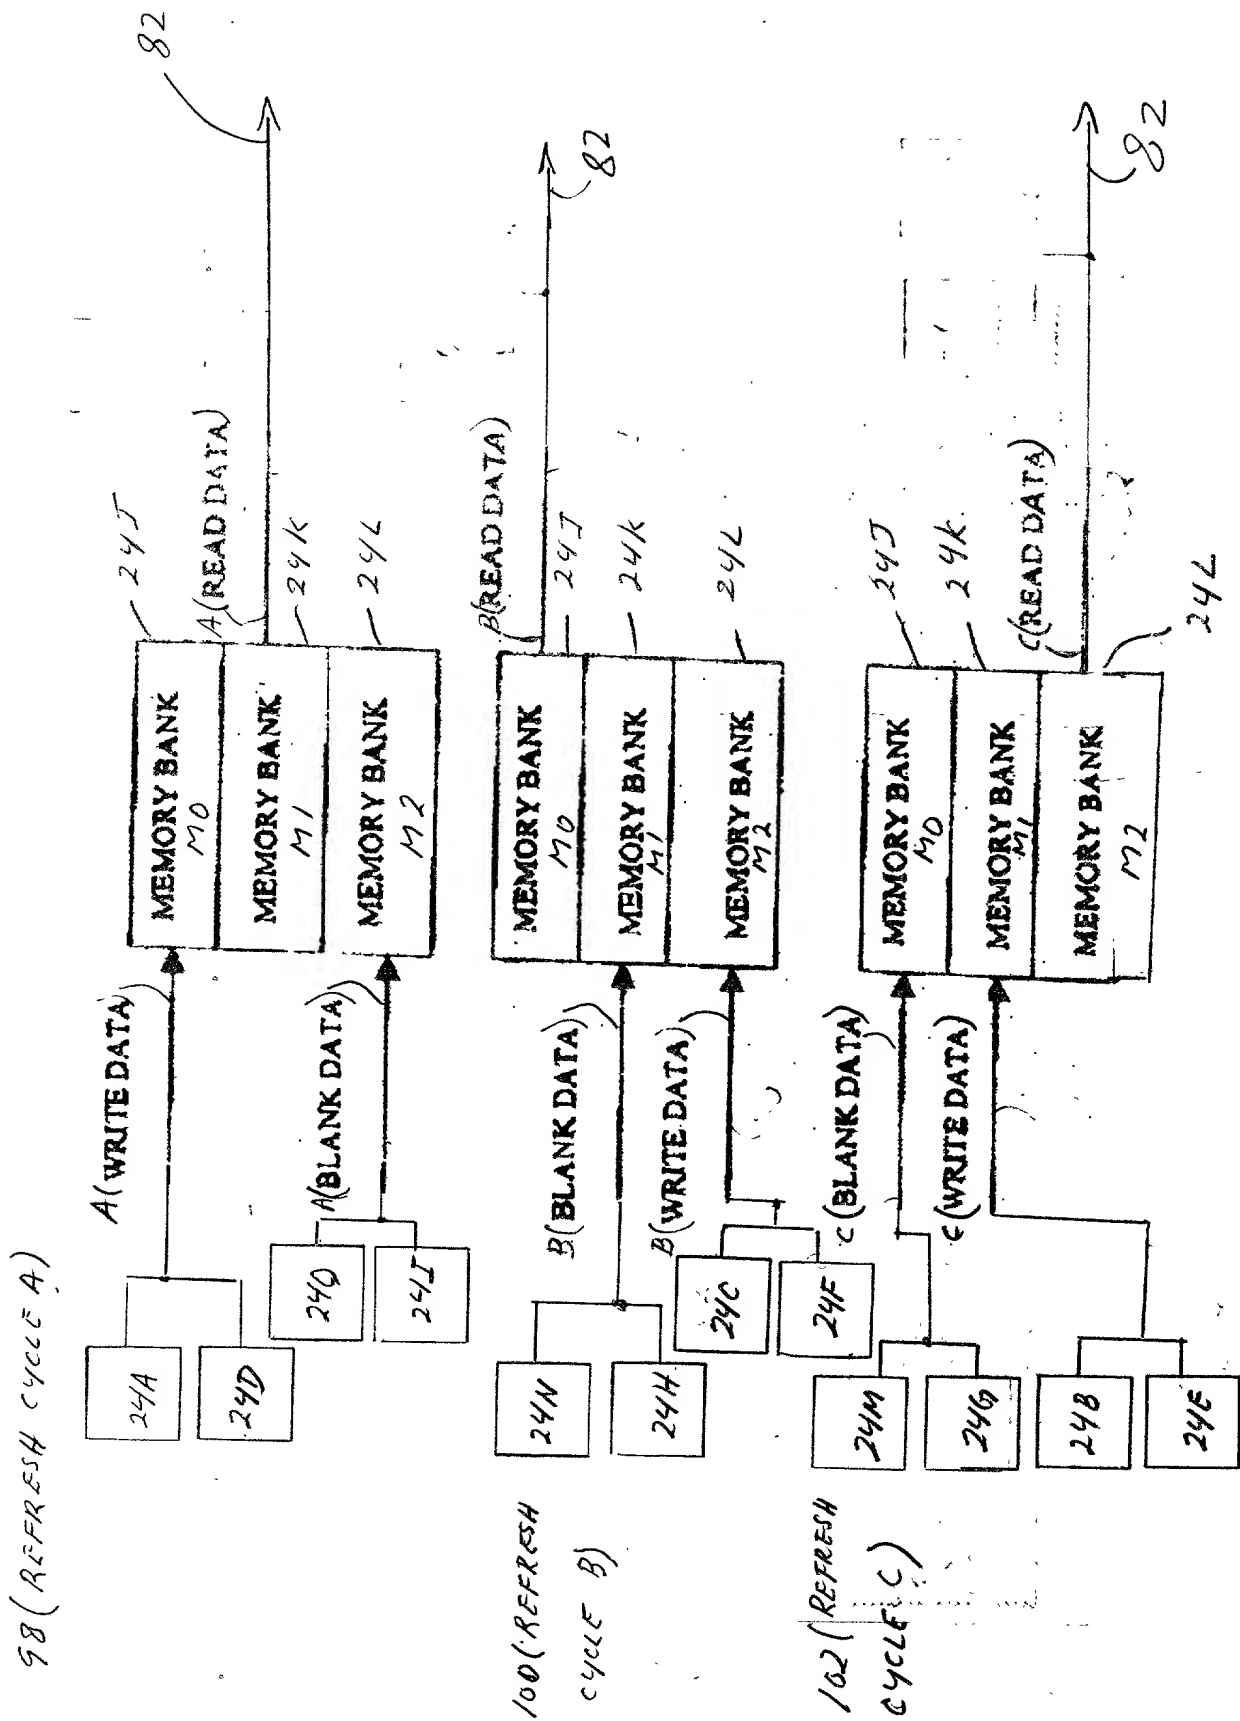 98 (REFRESH CYCLE A)
A (WRITE DATA)
24A
24D
A (BLANK DATA)
24O
24I
MEMORY BANK
M0
MEMORY BANK
M1
MEMORY BANK
M2
24J
A (READ DATA)
24K
24L
82
100 (REFRESH
CYCLE B)
24N
24H
B (BLANK DATA)
24C
24F
B (WRITE DATA)
MEMORY BANK
M0
MEMORY BANK
M1
MEMORY BANK
M2
B (READ DATA)
24J
24K
24L
82
102 (REFRESH
CYCLE C)
24M
24G
C (BLANK DATA)
24B
24E
C (WRITE DATA)
MEMORY BANK
M0
MEMORY BANK
M1
MEMORY BANK
M2
24J
24K
C (READ DATA)
24L
82